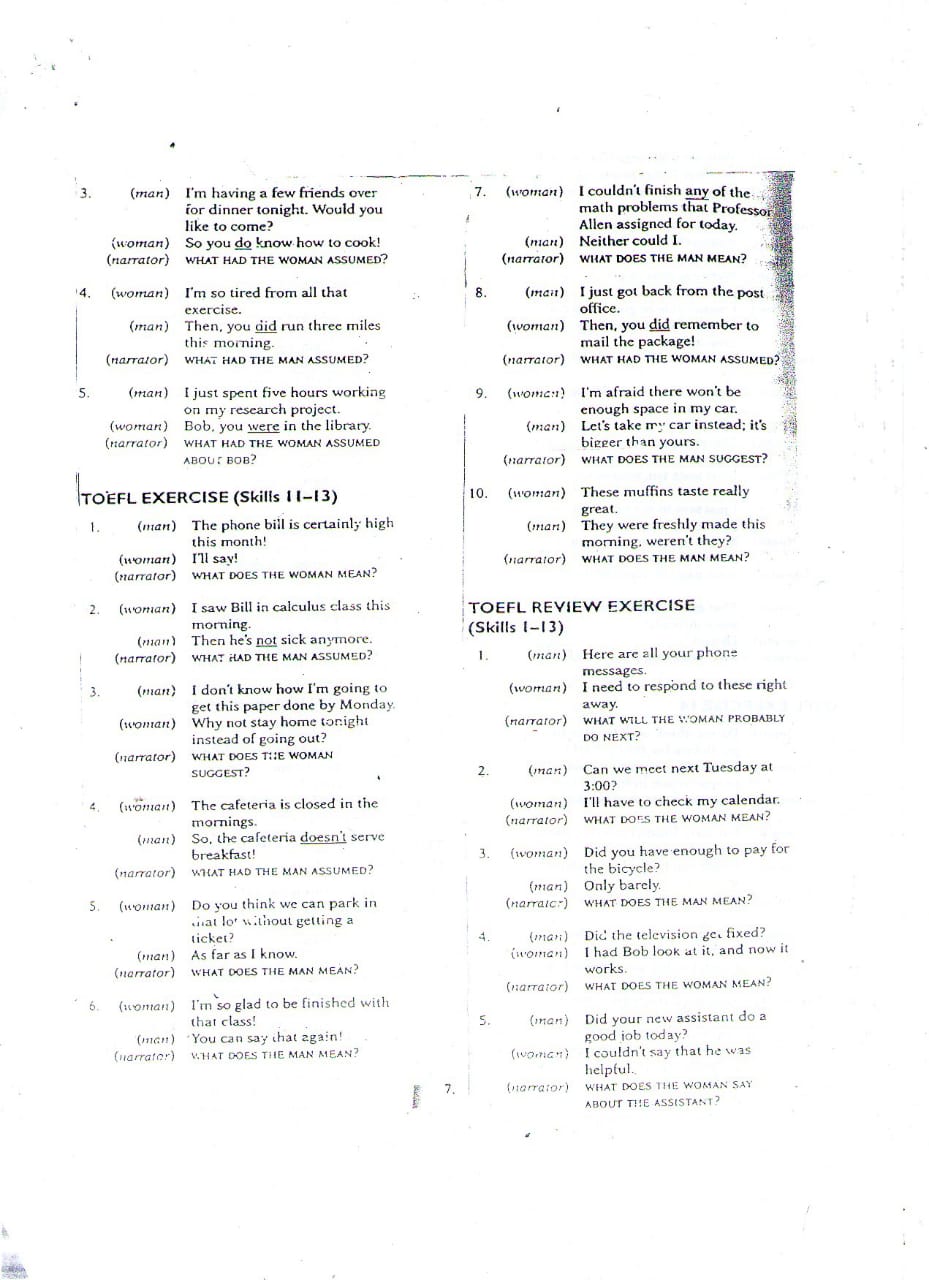 3. (man) I'm having a few friends over
for dinner tonight. Would you
like to come?
(woman) So you do know how to cook!
(narrator) WHAT HAD THE WOMAN ASSUMED?
4. (woman) I'm so tired from all that
exercise.
(man) Then, you did run three miles
this morning.
(narrator) WHAT HAD THE MAN ASSUMED?
5. (man) I just spent five hours working
on my research project.
(woman) Bob, you were in the library.
(narrator) WHAT HAD THE WOMAN ASSUMED
ABOUT BOB?
TOEFL EXERCISE (Skills 11–13)
1. (man) The phone bill is certainly high
this month!
(woman) I'll say!
(narrator) WHAT DOES THE WOMAN MEAN?
2. (woman) I saw Bill in calculus class this
morning.
(man) Then he's not sick anymore.
(narrator) WHAT HAD THE MAN ASSUMED?
3. (man) I don't know how I'm going to
get this paper done by Monday.
(woman) Why not stay home tonight
instead of going out?
(narrator) WHAT DOES THE WOMAN
SUGGEST?
4. (woman) The cafeteria is closed in the
mornings.
(man) So, the cafeteria doesn't serve
breakfast!
(narrator) WHAT HAD THE MAN ASSUMED?
5. (woman) Do you think we can park in
that lot without getting a
ticket?
(man) As far as I know.
(narrator) WHAT DOES THE MAN MEAN?
6. (woman) I'm so glad to be finished with
that class!
(man) You can say that again!
(narrator) WHAT DOES THE MAN MEAN?
7. (woman) I couldn't finish any of the
math problems that Professor
Allen assigned for today.
(man) Neither could I.
(narrator) WHAT DOES THE MAN MEAN?
8. (man) I just got back from the post
office.
(woman) Then, you did remember to
mail the package!
(narrator) WHAT HAD THE WOMAN ASSUMED?
9. (woman) I'm afraid there won't be
enough space in my car.
(man) Let's take my car instead; it's
bigger than yours.
(narrator) WHAT DOES THE MAN SUGGEST?
10. (woman) These muffins taste really
great.
(man) They were freshly made this
morning, weren't they?
(narrator) WHAT DOES THE MAN MEAN?
TOEFL REVIEW EXERCISE
(Skills 1–13)
1. (man) Here are all your phone
messages.
(woman) I need to respond to these right
away.
(narrator) WHAT WILL THE WOMAN PROBABLY
DO NEXT?
2. (man) Can we meet next Tuesday at
3:00?
(woman) I'll have to check my calendar.
(narrator) WHAT DOES THE WOMAN MEAN?
3. (woman) Did you have enough to pay for
the bicycle?
(man) Only barely.
(narrator) WHAT DOES THE MAN MEAN?
4. (man) Did the television get fixed?
(woman) I had Bob look at it, and now it
works.
(narrator) WHAT DOES THE WOMAN MEAN?
5. (man) Did your new assistant do a
good job today?
(woman) I couldn't say that he was
helpful.
(narrator) WHAT DOES THE WOMAN SAY
ABOUT THE ASSISTANT?
7.